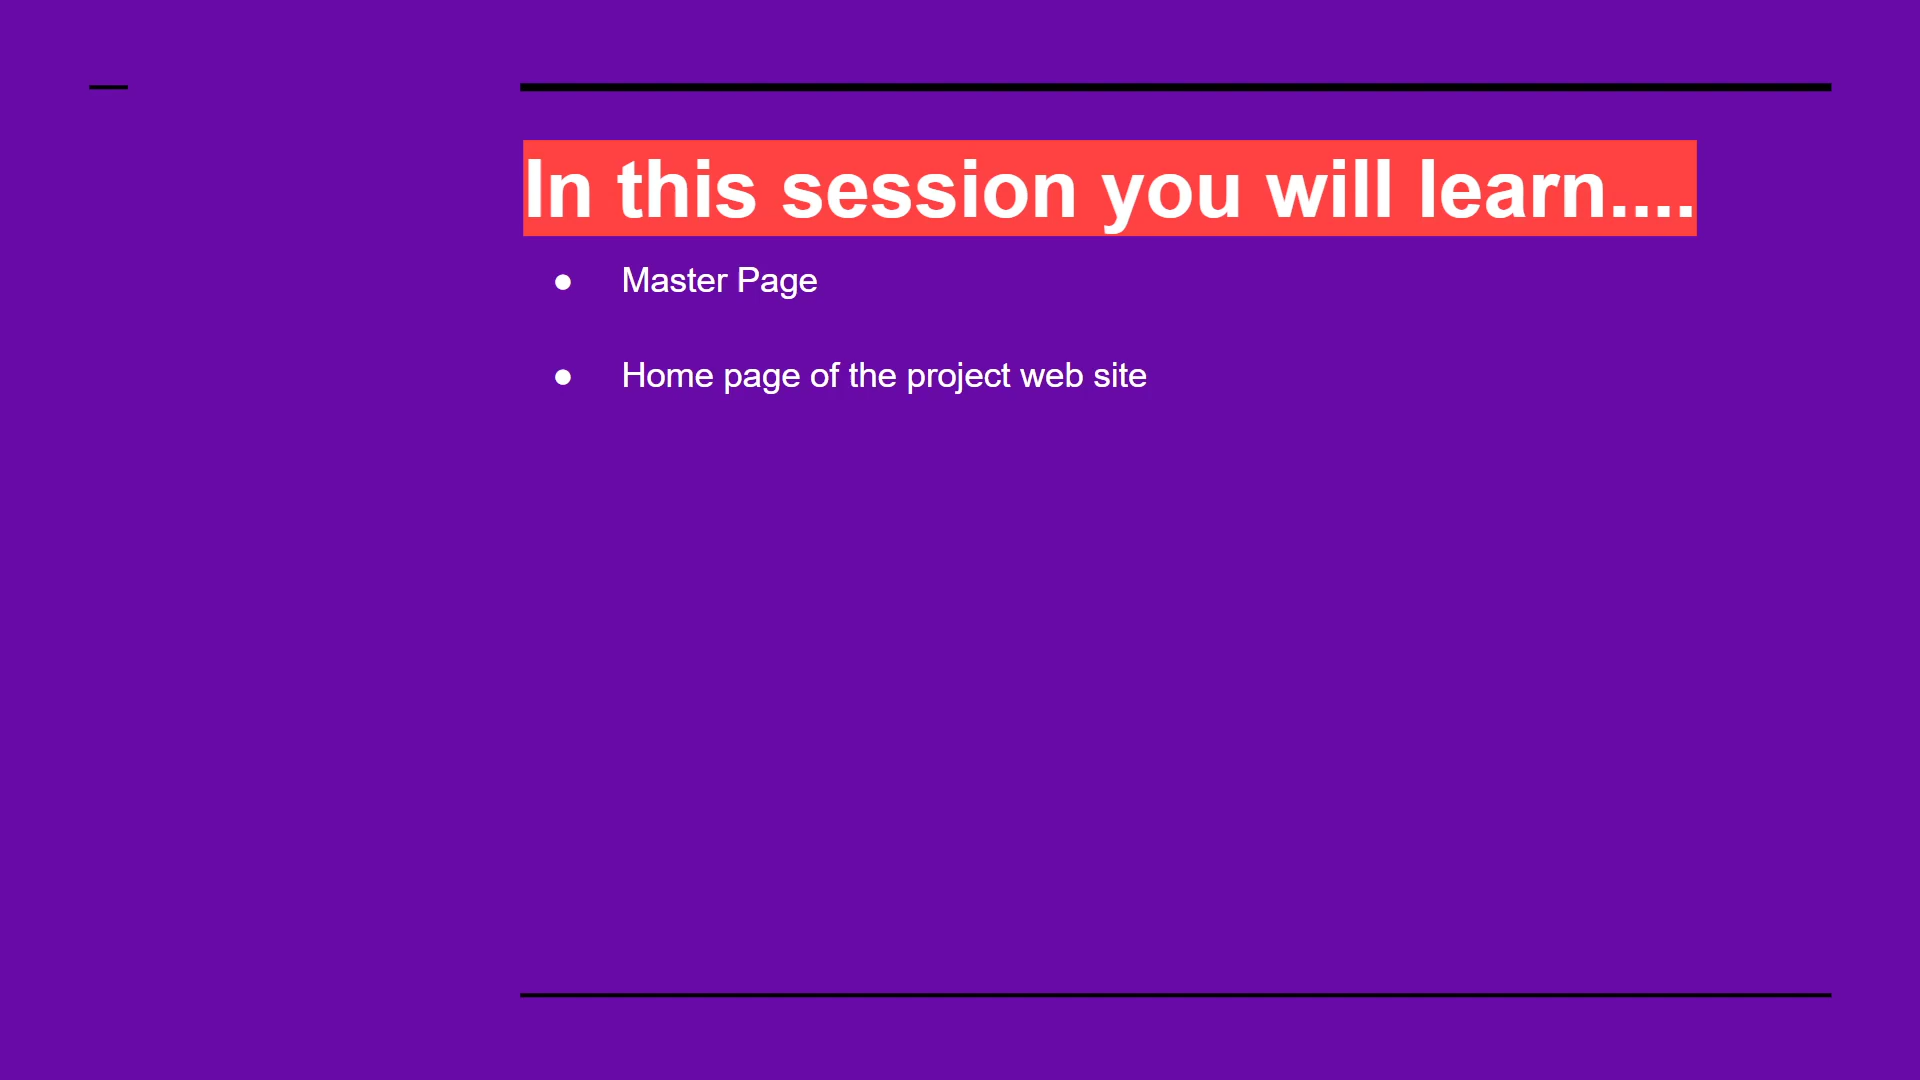 In this session you will learn....
● Master Page
● Home page of the project web site